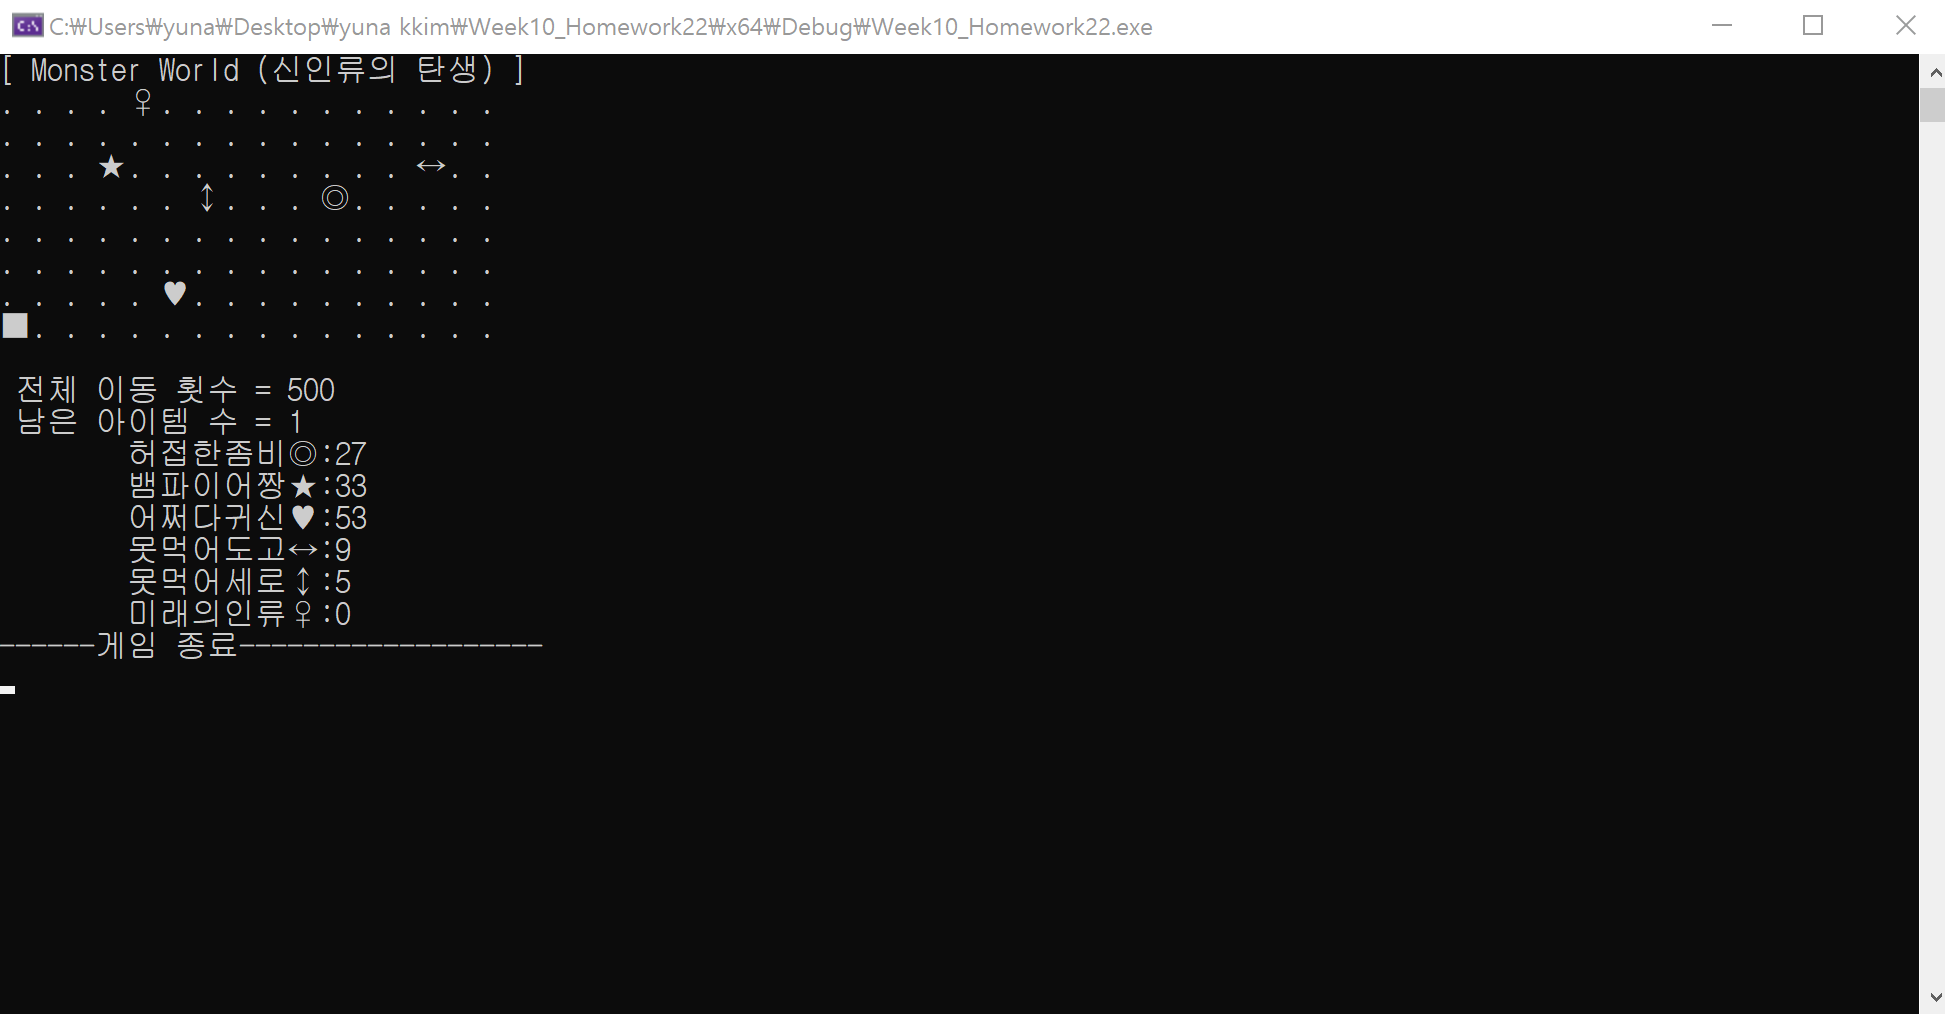 C:\Users\yuna\Desktop\yuna kkim\Week10_Homework22\x64\Debug\Week10_Homework22.exe
[ Monster World (신인류의 탄생) ]
. . . . ♀. . . . . . . . . . .
. . . . . . . . . . . . . . . .
. . . ★. . . . . . . . . ↔. .
. . . . . . ↕. . . ◎. . . . .
. . . . . . . . . . . . . . . .
. . . . . . . . . . . . . . . .
. . . . . ♥. . . . . . . . . .
■. . . . . . . . . . . . . . .
전체 이동 횟수 = 500
남은 아이템 수 = 1
허접한좀비◎:27
뱀파이어짱★:33
어쩌다귀신♥:53
못먹어도고↔:9
못먹어세로↕:5
미래의인류♀:0
------게임 종료-------------------